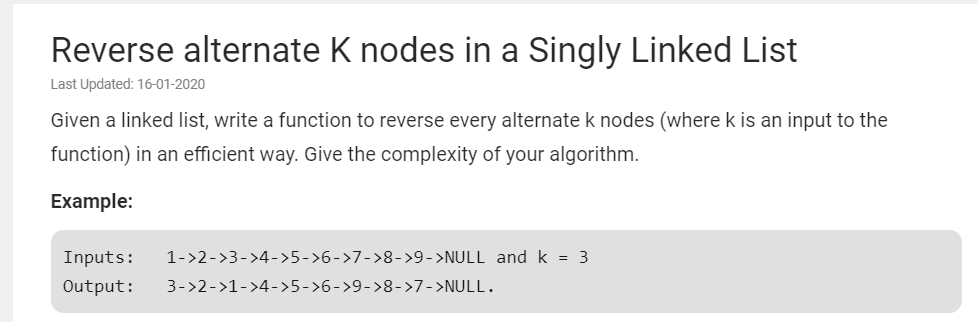 Reverse alternate K nodes in a Singly Linked List
Last Updated: 16-01-2020
Given a linked list, write a function to reverse every alternate k nodes (where k is an input to the
function) in an efficient way. Give the complexity of your algorithm.
Example:
Inputs:   1->2->3->4->5->6->7->8->9->NULL and k = 3
Output:   3->2->1->4->5->6->9->8->7->NULL.